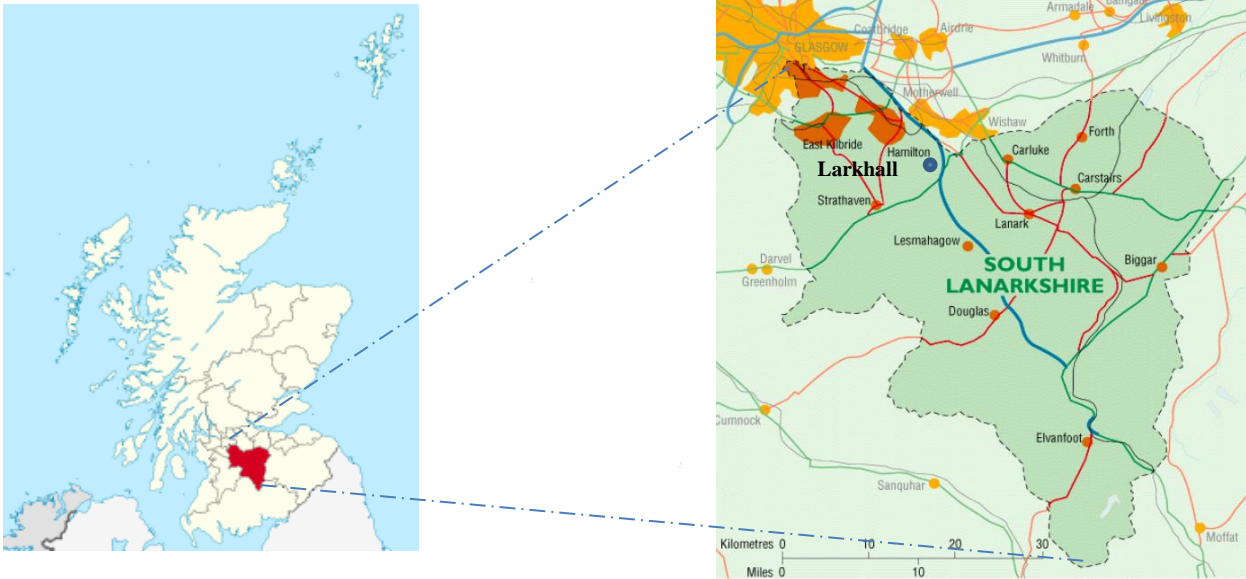 Armadale
Bathgate
Livingston
Coatbridge
Airdrie
GLASGOW
Whitburn
Motherwell
Wishaw
Forth
East Kilbride
Hamilton
Carluke
Larkhall
Carstairs
Strathaven
Lanark
Lesmahagow
Darvel
Greenholm
SOUTH
LANARKSHIRE
Biggar
Douglas
Cumnock
Elvanfoot
Sanquhar
Moffat
Kilometres 0 10 20 30
Miles 0 10